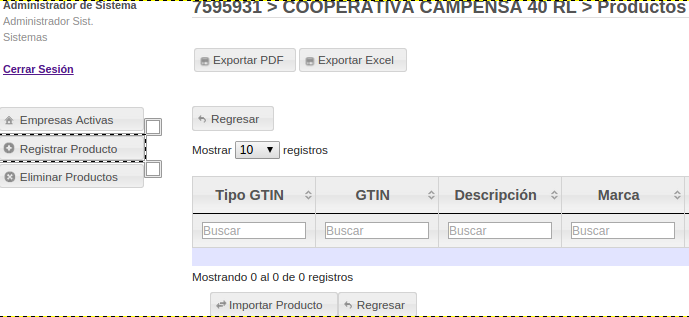 Administrador de Sistema
Administrador Sist.
Sistemas
Cerrar Sesión
Empresas Activas
Registrar Producto
Eliminar Productos
7595931 > COOPERATIVA CAMPENSA 40 RL > Productos
Exportar PDF Exportar Excel
Regresar
Mostrar 10 registros
Tipo GTIN GTIN Descripción Marca
Buscar Buscar Buscar Buscar
Mostrando 0 al 0 de 0 registros
Importar Producto Regresar